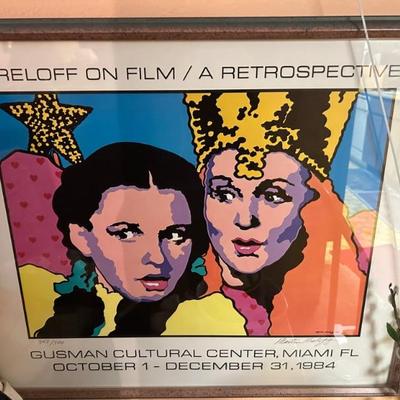 RELOFF ON FILM / A RETROSPECTIVE
GUSMAN CULTURAL CENTER, MIAMI FL
OCTOBER 1 - DECEMBER 31, 1984